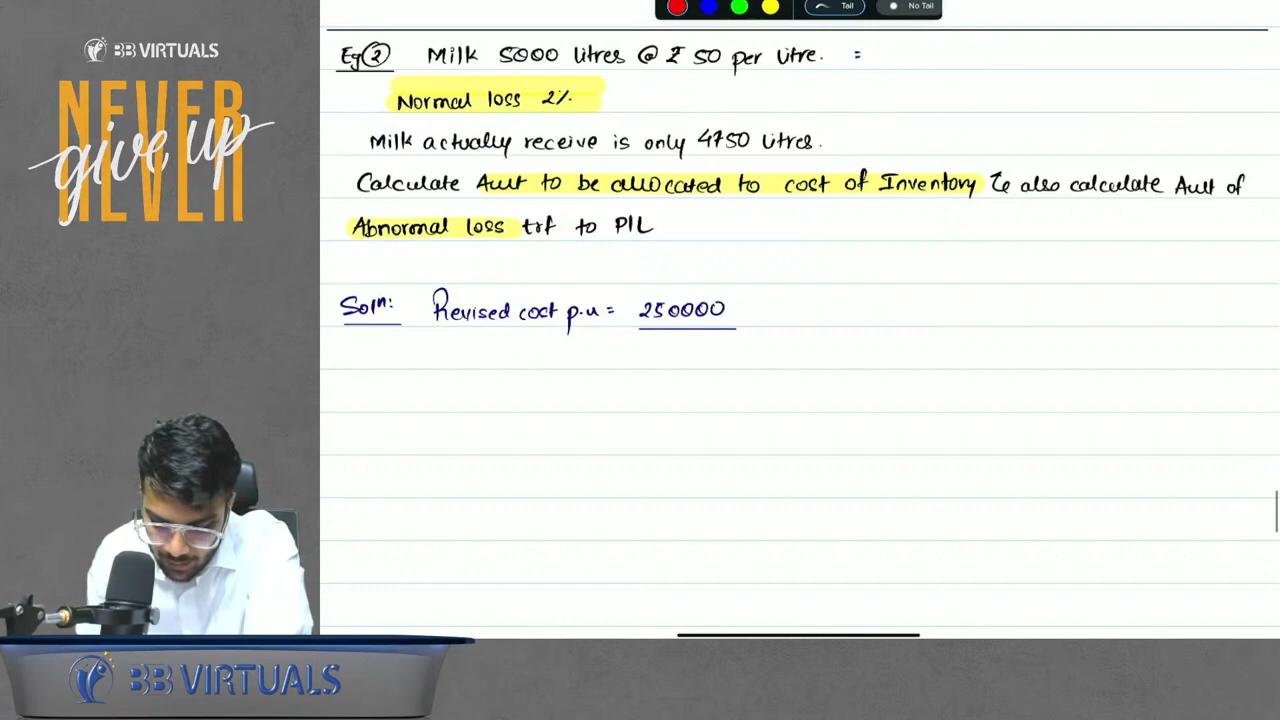 Tail
No Tail
BB VIRTUALS
NEVER
give up
NEVER
Eg ② Milk 5000 litres @ ₹ 50 per litre. =
Normal loss 2%.
Milk actually receive is only 4750 litres.
Calculate Amt to be allocated to cost of Inventory & also calculate Amt of
Abnormal loss trf to P/L
Solⁿ: Revised cost p.u = 250000
BB VIRTUALS